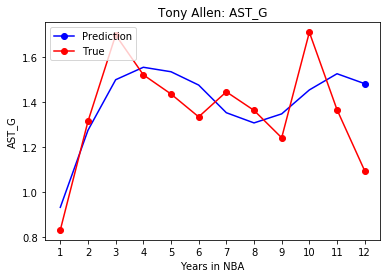 Tony Allen: AST_G
Prediction
True
1.6
1.4
1.2
1.0
0.8
AST_G
1 2 3 4 5 6 7 8 9 10 11 12
Years in NBA